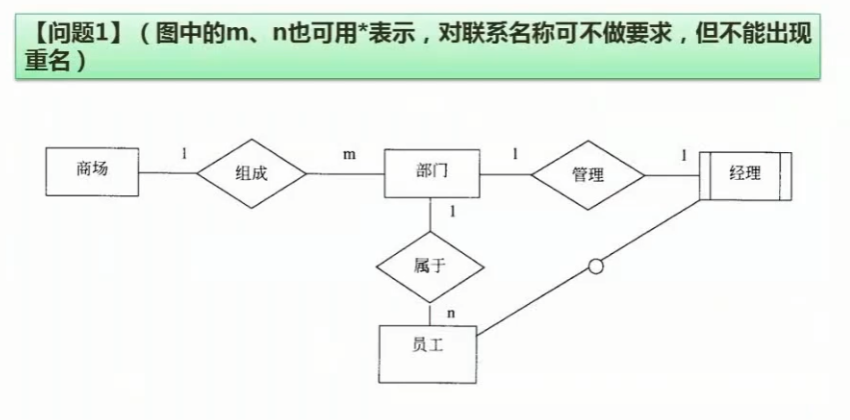 【问题1】（图中的m、n也可用*表示，对联系名称可不做要求，但不能出现
重名）
商场
1
组成
m
部门
1
管理
1
经理
1
属于
n
员工